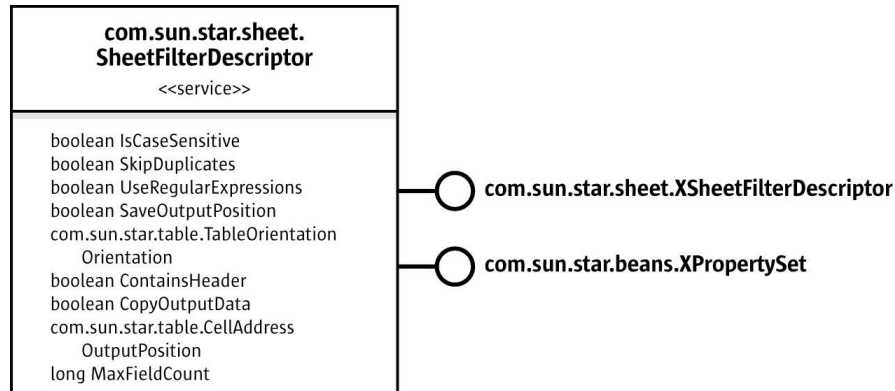 com.sun.star.sheet.
SheetFilterDescriptor
<<service>>
boolean IsCaseSensitive
boolean SkipDuplicates
boolean UseRegularExpressions
boolean SaveOutputPosition
com.sun.star.table.TableOrientation
Orientation
boolean ContainsHeader
boolean CopyOutputData
com.sun.star.table.CellAddress
OutputPosition
long MaxFieldCount
com.sun.star.sheet.XSheetFilterDescriptor
com.sun.star.beans.XPropertySet